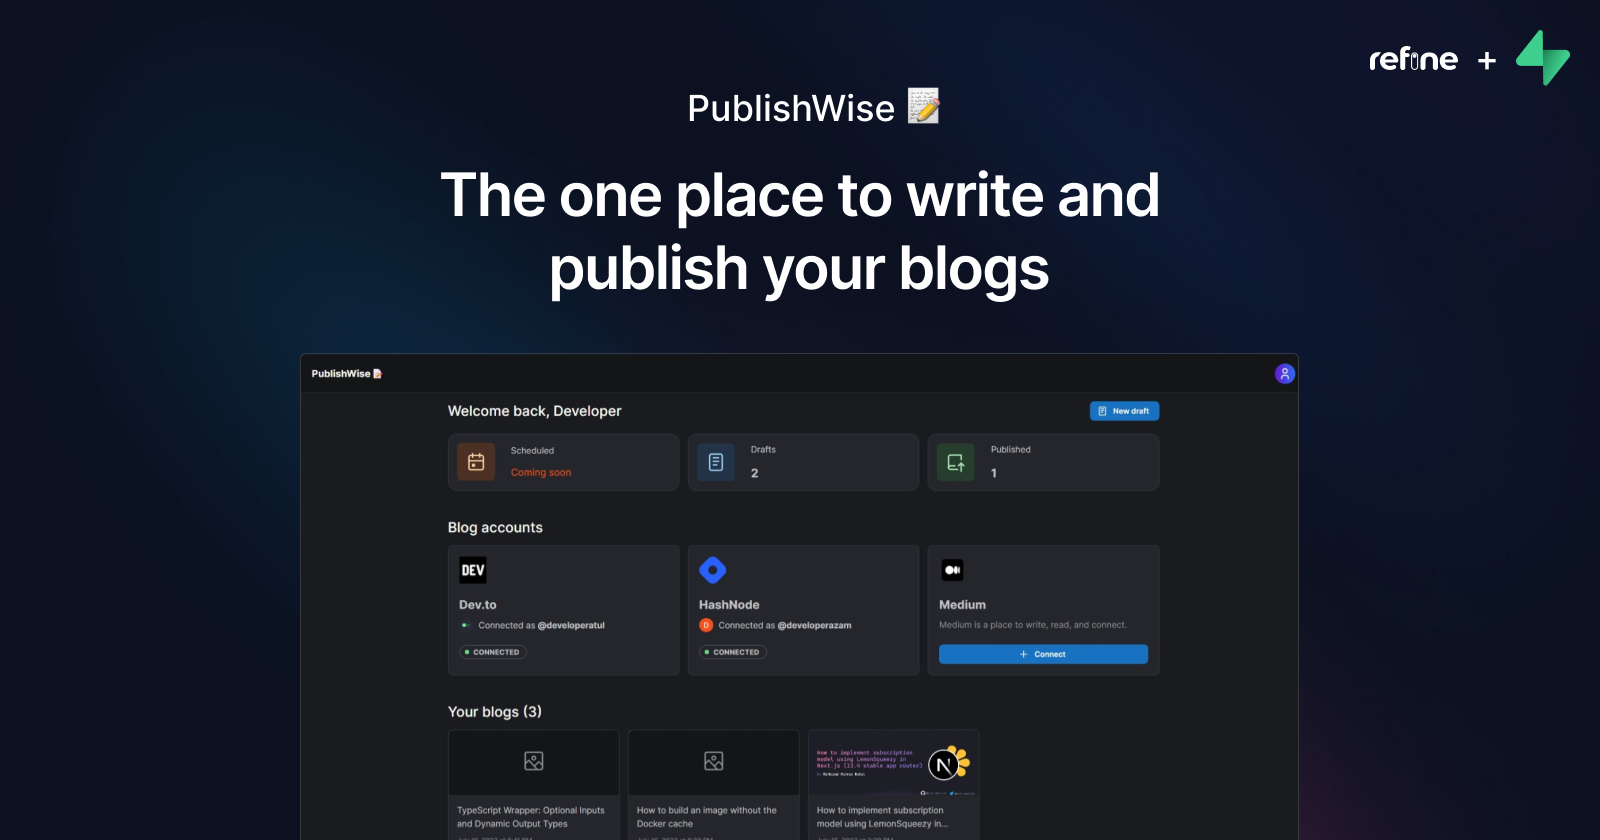 refine +
PublishWise
The one place to write and
publish your blogs
PublishWise
Welcome back, Developer
New draft
Scheduled
Coming soon
Drafts
2
Published
1
Blog accounts
DEV
Dev.to
Connected as @developeratul
CONNECTED
HashNode
D
Connected as @developerazam
CONNECTED
Medium
Medium is a place to write, read, and connect.
+ Connect
Your blogs (3)
How to implement subscription
model using LemonSqueezy in
Next.js (13.4 stable app router)
N
TypeScript Wrapper: Optional Inputs
and Dynamic Output Types
How to build an image without the
Docker cache
How to implement subscription
model using LemonSqueezy in...